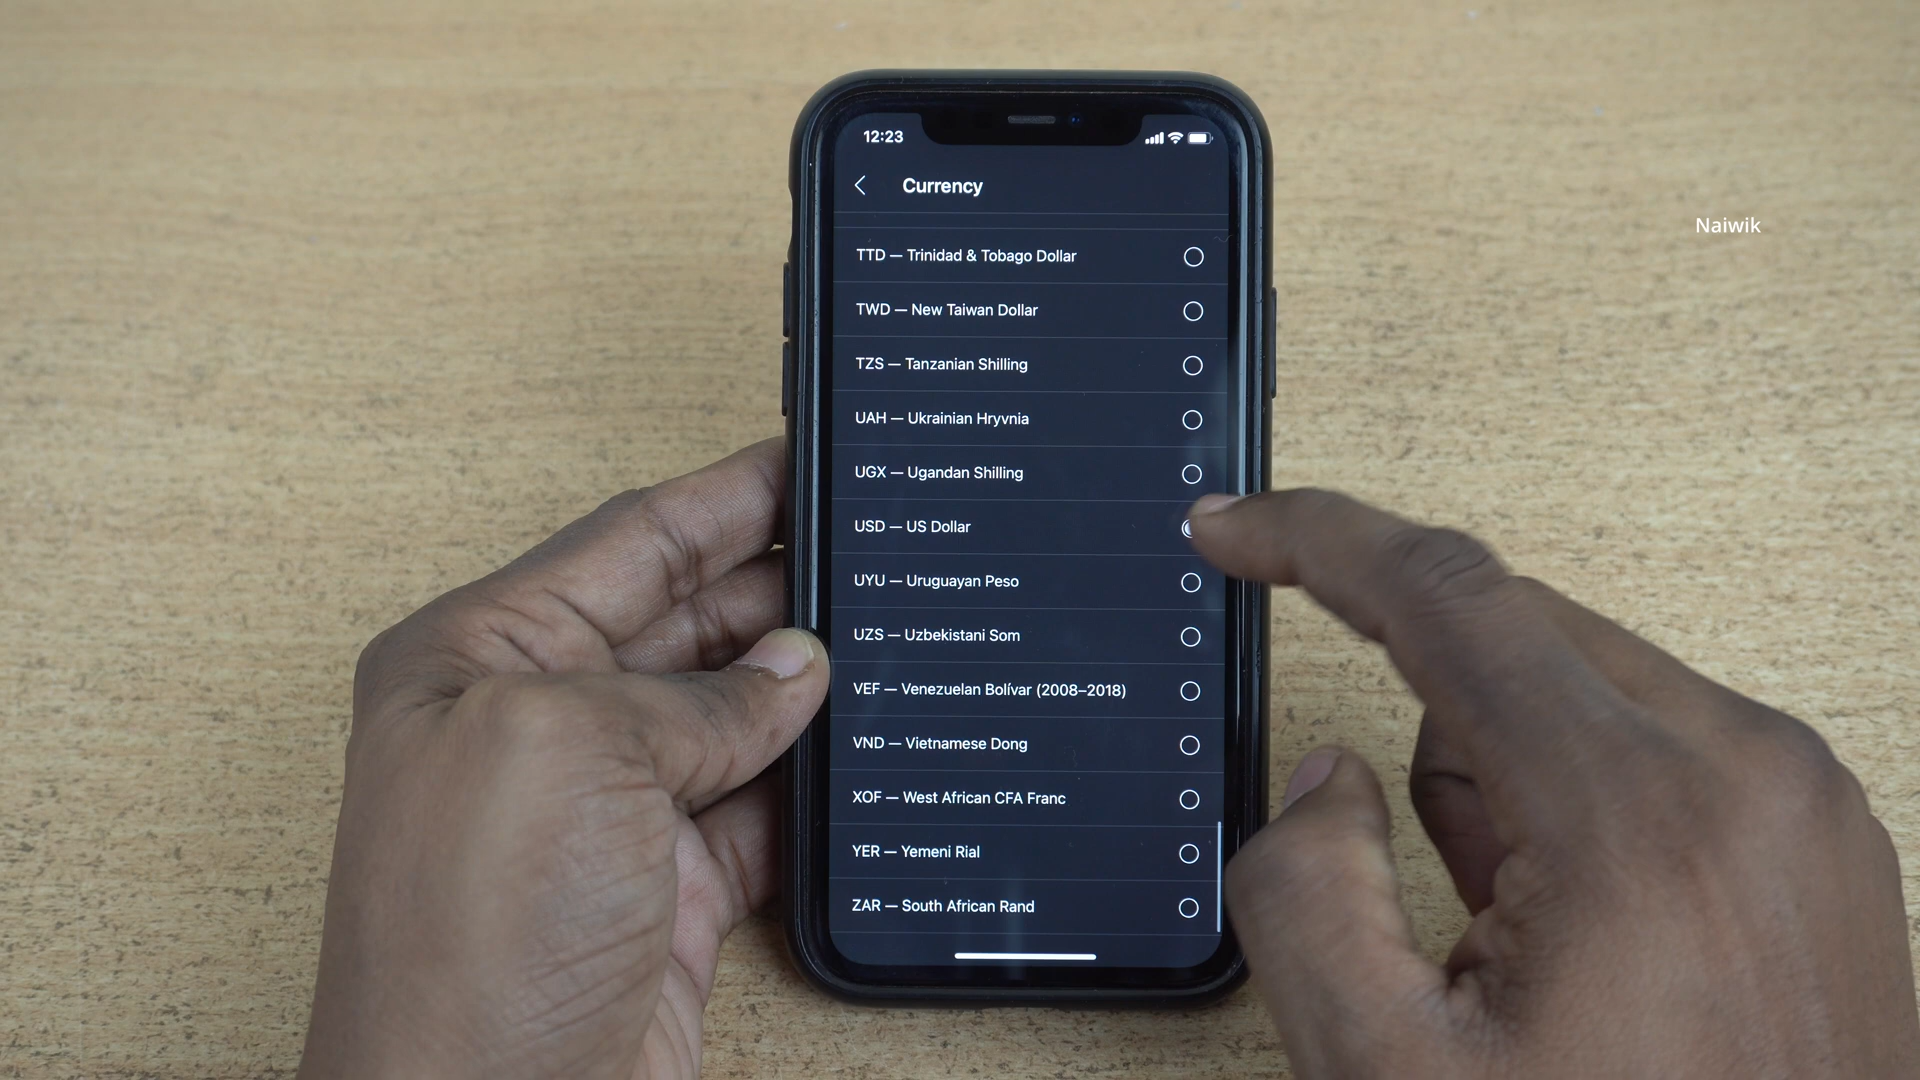 12:23
Currency
Naiwik
TTD — Trinidad & Tobago Dollar
TWD — New Taiwan Dollar
TZS — Tanzanian Shilling
UAH — Ukrainian Hryvnia
UGX — Ugandan Shilling
USD — US Dollar
UYU — Uruguayan Peso
UZS — Uzbekistani Som
VEF — Venezuelan Bolívar (2008–2018)
VND — Vietnamese Dong
XOF — West African CFA Franc
YER — Yemeni Rial
ZAR — South African Rand